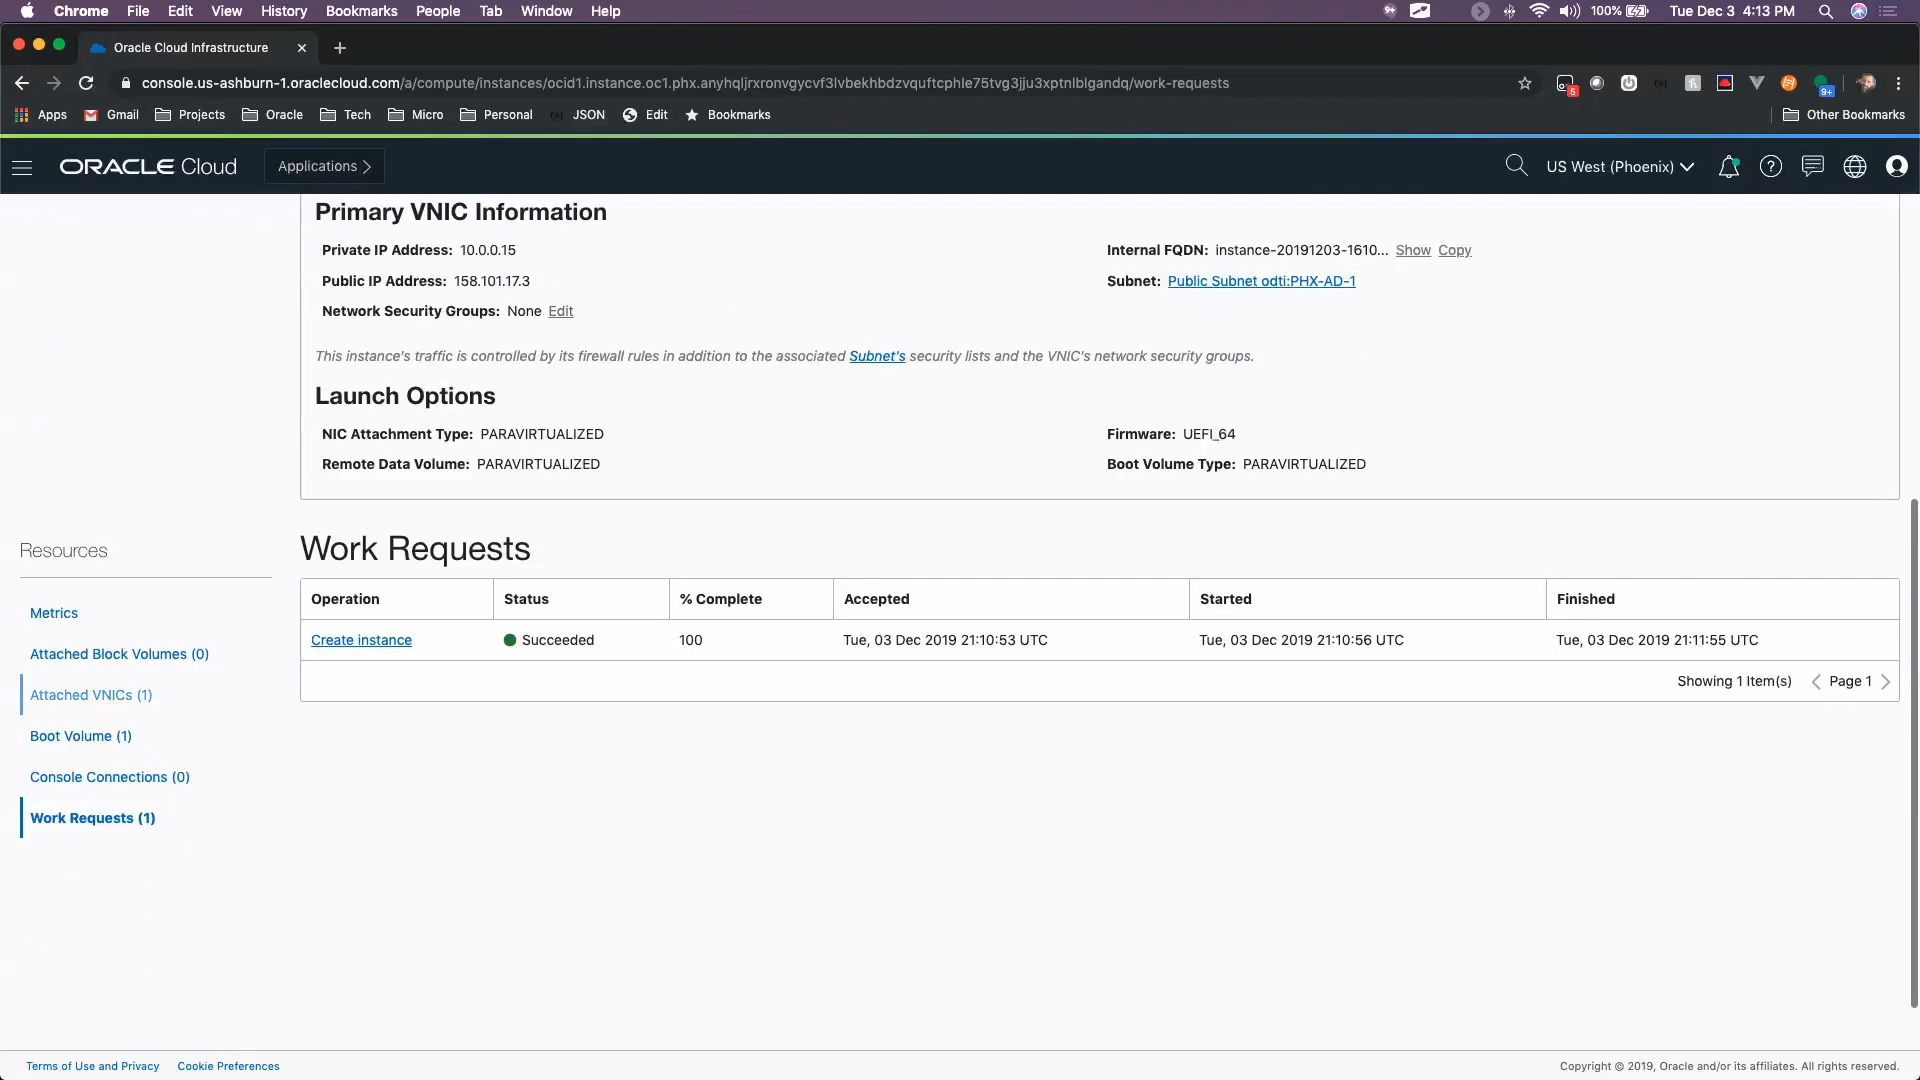 Chrome File Edit View History Bookmarks People Tab Window Help 100% Tue Dec 3 4:13 PM
Oracle Cloud Infrastructure
console.us-ashburn-1.oraclecloud.com/a/compute/instances/ocid1.instance.oc1.phx.anyhqljrxronvgycvf3lvbekhbdzvquftcphle75tvg3jju3xptnlblgandq/work-requests
5
9+
Apps Gmail Projects Oracle Tech Micro Personal JSON Edit Bookmarks Other Bookmarks
ORACLE Cloud Applications US West (Phoenix)
Primary VNIC Information
Private IP Address: 10.0.0.15 Internal FQDN: instance-20191203-1610... Show Copy
Public IP Address: 158.101.17.3 Subnet: Public Subnet odti:PHX-AD-1
Network Security Groups: None Edit
This instance's traffic is controlled by its firewall rules in addition to the associated Subnet's security lists and the VNIC's network security groups.
Launch Options
NIC Attachment Type: PARAVIRTUALIZED Firmware: UEFI_64
Remote Data Volume: PARAVIRTUALIZED Boot Volume Type: PARAVIRTUALIZED
Resources
Metrics
Attached Block Volumes (0)
Attached VNICs (1)
Boot Volume (1)
Console Connections (0)
Work Requests (1)
Work Requests
Operation Status % Complete Accepted Started Finished
Create instance Succeeded 100 Tue, 03 Dec 2019 21:10:53 UTC Tue, 03 Dec 2019 21:10:56 UTC Tue, 03 Dec 2019 21:11:55 UTC
Showing 1 Item(s) Page 1
Terms of Use and Privacy Cookie Preferences Copyright © 2019, Oracle and/or its affiliates. All rights reserved.